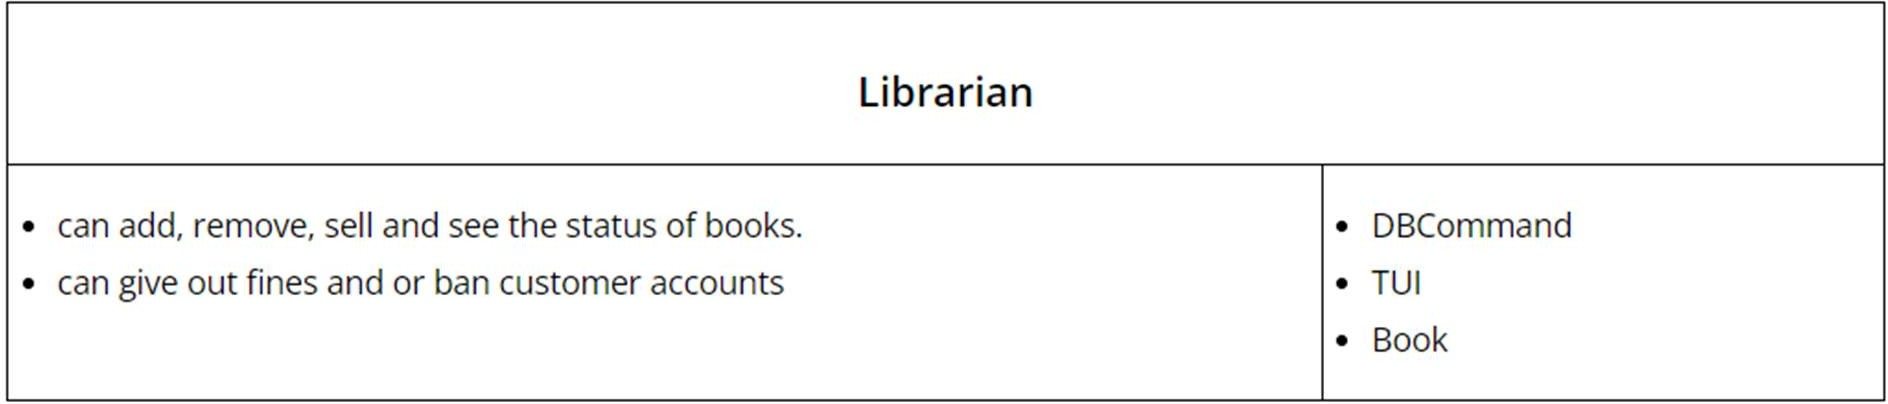 Librarian
• can add, remove, sell and see the status of books.
• can give out fines and or ban customer accounts
• DBCommand
• TUI
• Book